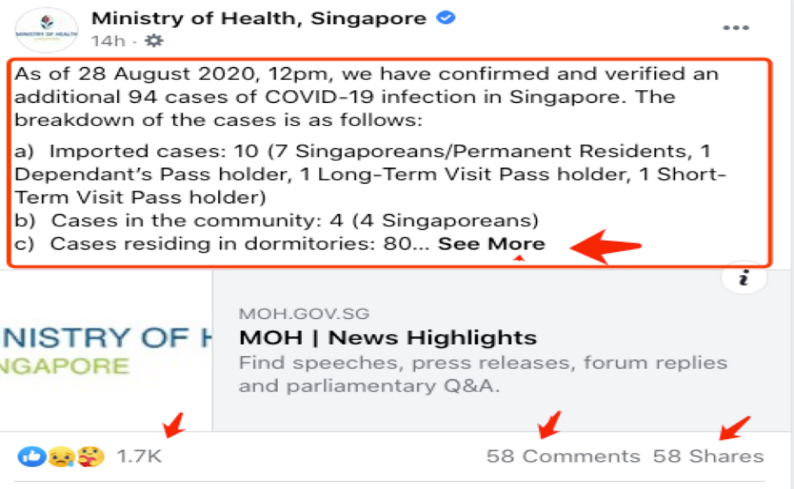 Ministry of Health, Singapore
14h ·
As of 28 August 2020, 12pm, we have confirmed and verified an
additional 94 cases of COVID-19 infection in Singapore. The
breakdown of the cases is as follows:
a) Imported cases: 10 (7 Singaporeans/Permanent Residents, 1
Dependant's Pass holder, 1 Long-Term Visit Pass holder, 1 Short-
Term Visit Pass holder)
b) Cases in the community: 4 (4 Singaporeans)
c) Cases residing in dormitories: 80... See More
i
NISTRY OF H
NGAPORE
MOH.GOV.SG
MOH | News Highlights
Find speeches, press releases, forum replies
and parliamentary Q&A.
1.7K
58 Comments 58 Shares